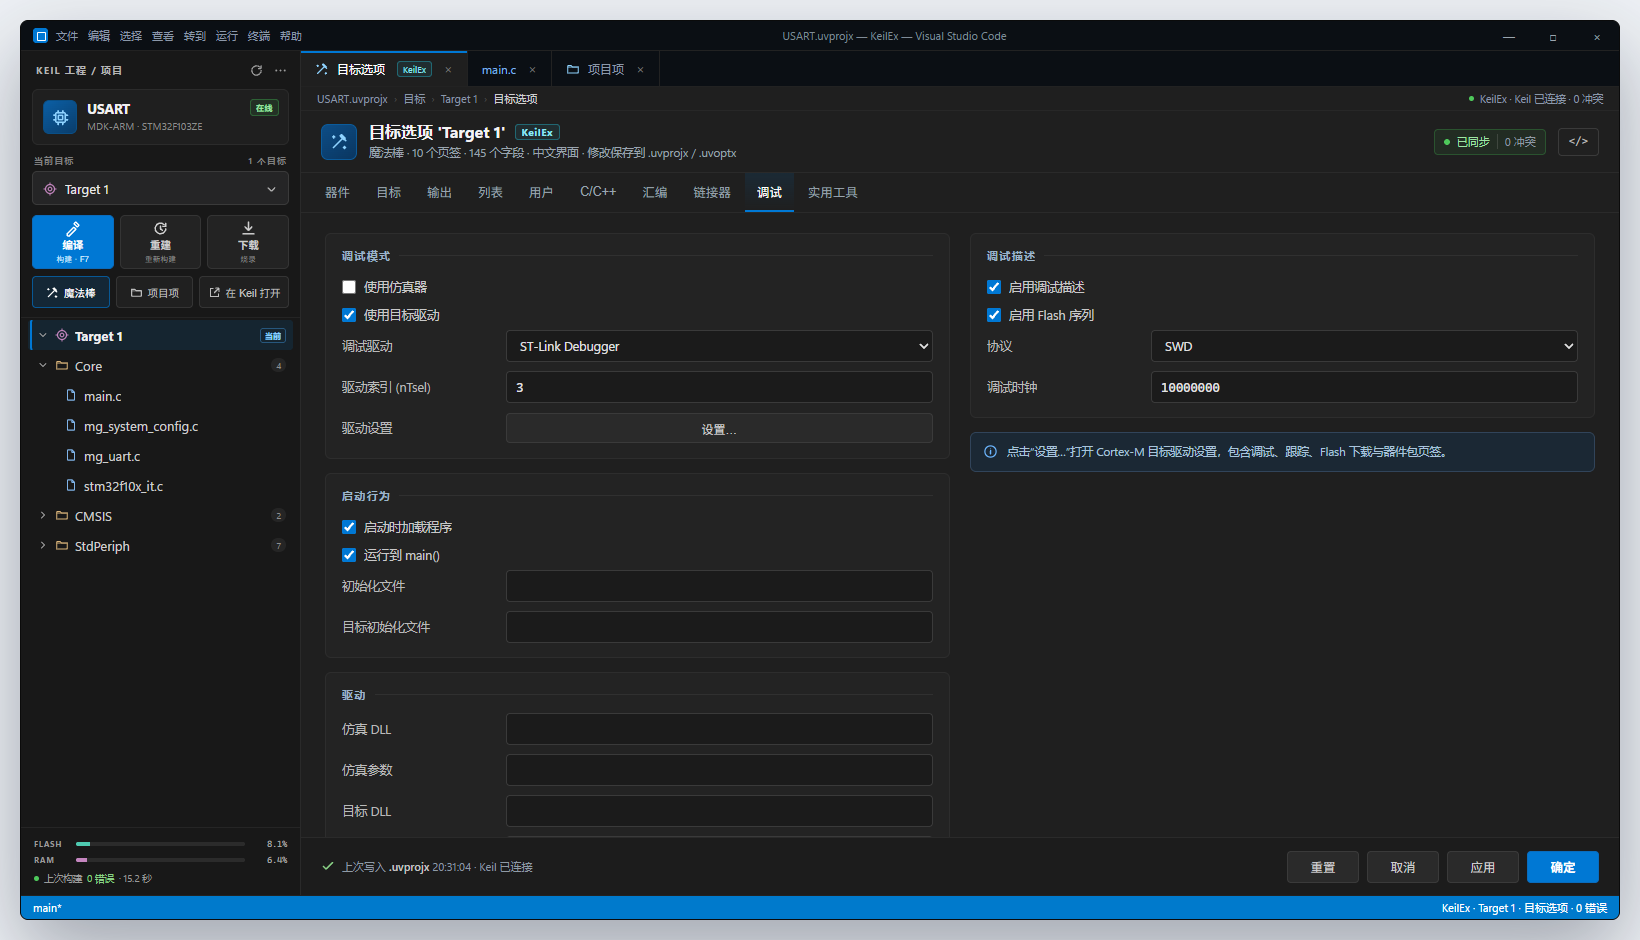 文件 编辑 选择 查看 转到 运行 终端 帮助
USART.uvprojx — KeilEx — Visual Studio Code
KEIL 工程 / 项目
USART
在线
MDK-ARM · STM32F103ZE
当前目标
1 个目标
Target 1
编译
构建 · F7
重建
重新构建
下载
烧录
魔法棒
项目项
在 Keil 打开
Target 1
当前
Core
4
main.c
mg_system_config.c
mg_uart.c
stm32f10x_it.c
CMSIS
2
StdPeriph
7
FLASH
8.1%
RAM
6.4%
上次构建 0 错误 · 15.2 秒
目标选项 KeilEx ×
main.c ×
项目项 ×
USART.uvprojx › 目标 › Target 1 › 目标选项
KeilEx · Keil 已连接 · 0 冲突
目标选项 'Target 1' KeilEx
魔法棒 · 10 个页签 · 145 个字段 · 中文界面 · 修改保存到 .uvprojx / .uvoptx
已同步
0 冲突
</>
器件 目标 输出 列表 用户 C/C++ 汇编 链接器 调试 实用工具
调试模式
使用仿真器
使用目标驱动
调试驱动
ST-Link Debugger
驱动索引 (nTsel)
3
驱动设置
设置...
启动行为
启动时加载程序
运行到 main()
初始化文件
目标初始化文件
驱动
仿真 DLL
仿真参数
目标 DLL
调试描述
启用调试描述
启用 Flash 序列
协议
SWD
调试时钟
10000000
点击“设置...”打开 Cortex-M 目标驱动设置，包含调试、跟踪、Flash 下载与器件包页签。
上次写入 .uvprojx 20:31:04 · Keil 已连接
重置
取消
应用
确定
main*
KeilEx · Target 1 · 目标选项 · 0 错误